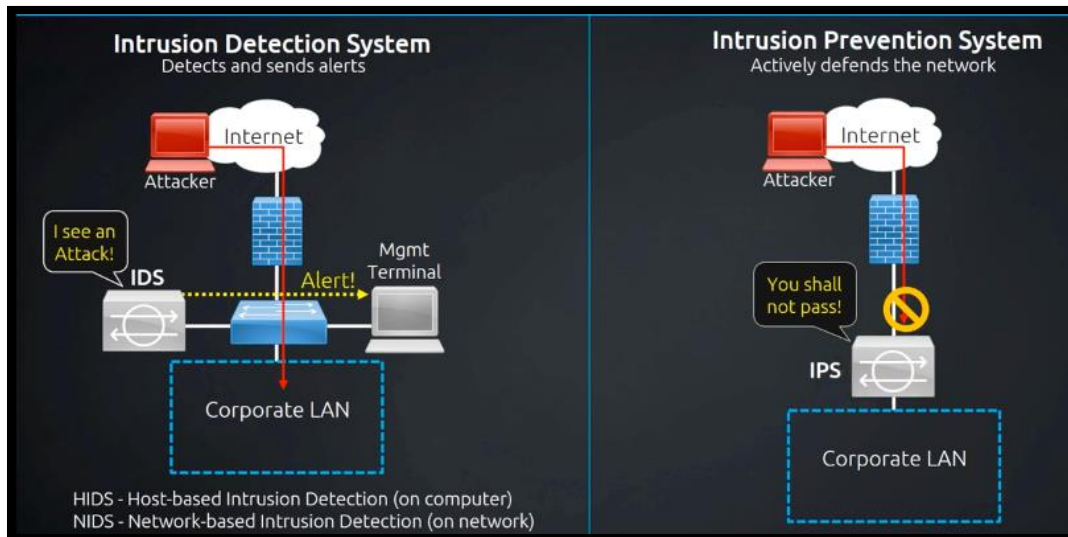 Intrusion Detection System
Detects and sends alerts
Internet
Attacker
I see an
Attack!
IDS
Alert!
Mgmt
Terminal
Corporate LAN
HIDS - Host-based Intrusion Detection (on computer)
NIDS - Network-based Intrusion Detection (on network)
Intrusion Prevention System
Actively defends the network
Internet
Attacker
You shall
not pass!
IPS
Corporate LAN